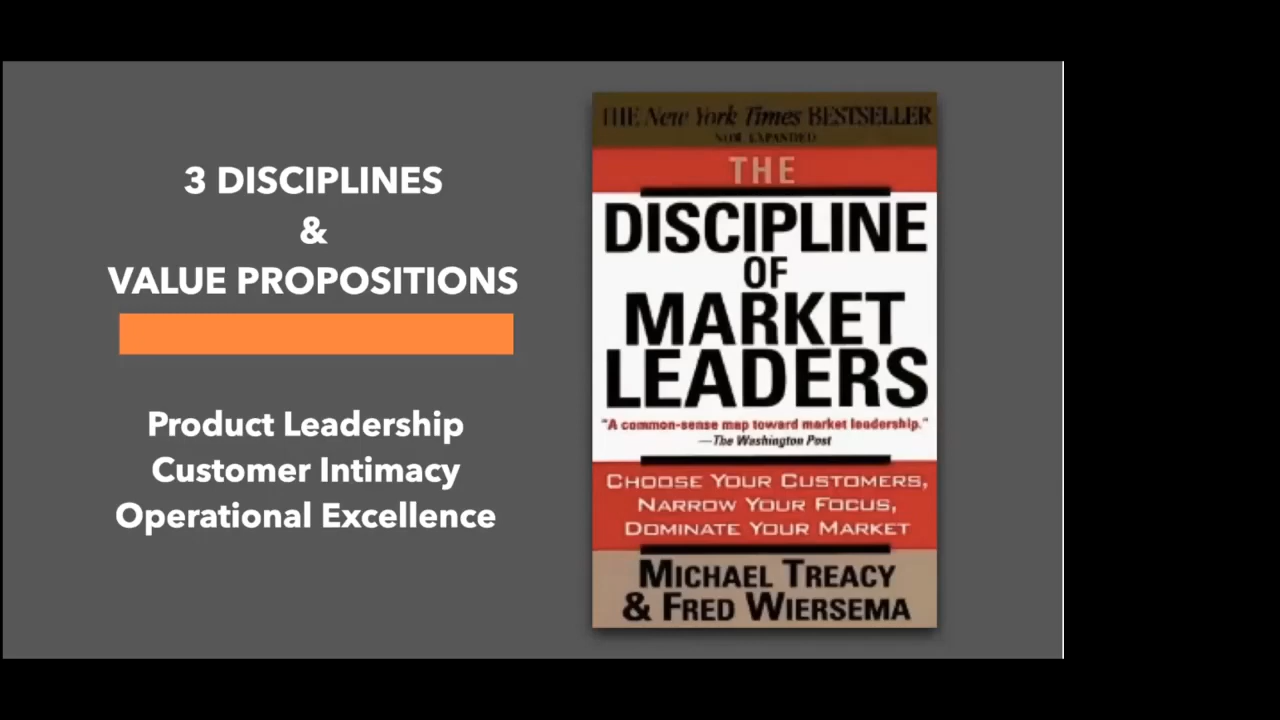 3 DISCIPLINES
&
VALUE PROPOSITIONS
Product Leadership
Customer Intimacy
Operational Excellence
THE New York Times BESTSELLER
NOW EXPANDED
THE
DISCIPLINE
OF
MARKET
LEADERS
"A common-sense map toward market leadership."
—The Washington Post
CHOOSE YOUR CUSTOMERS,
NARROW YOUR FOCUS,
DOMINATE YOUR MARKET
MICHAEL TREACY
& FRED WIERSEMA